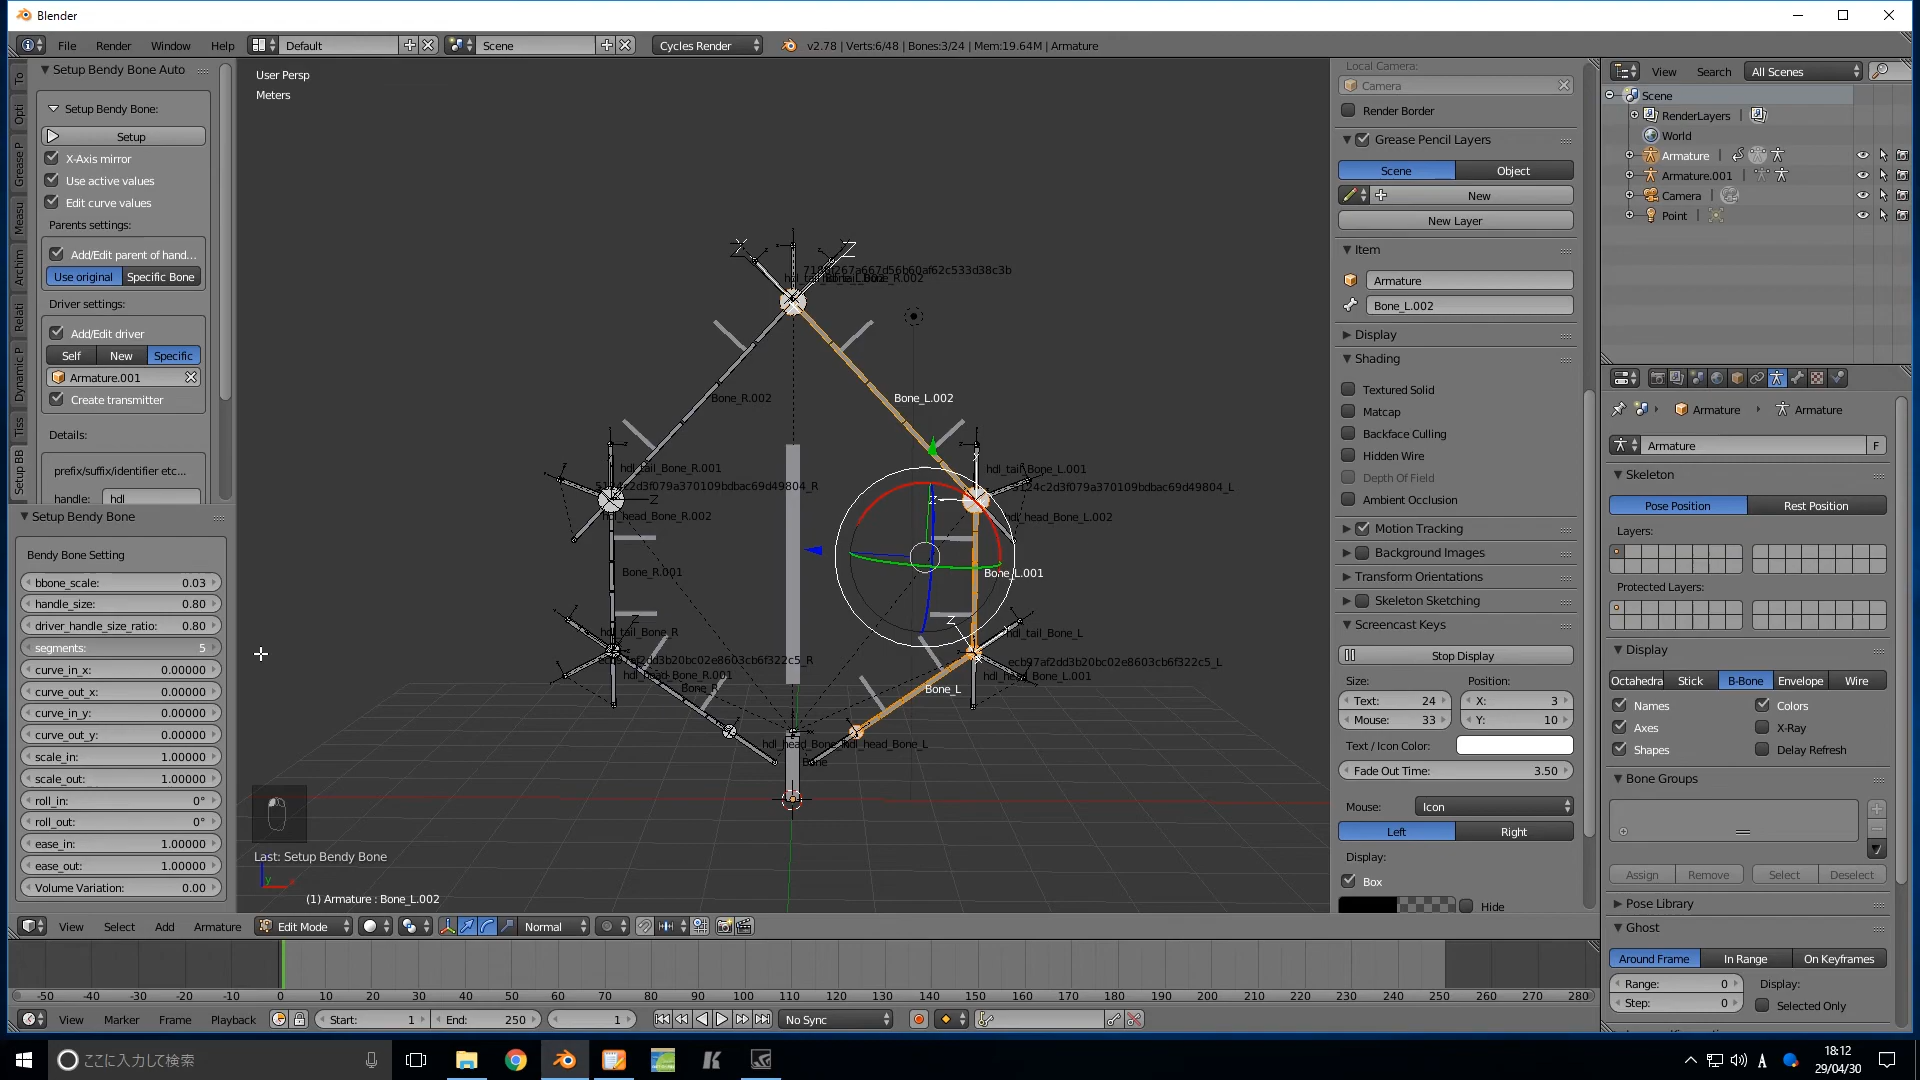 Blender
File Render Window Help Default Scene Cycles Render v2.78 | Verts:6/48 | Bones:3/24 | Mem:19.64M | Armature
Setup Bendy Bone Auto
Setup Bendy Bone:
Setup
X-Axis mirror
Use active values
Edit curve values
Parents settings:
Add/Edit parent of hand...
Use original Specific Bone
Driver settings:
Add/Edit driver
Self New Specific
Armature.001
Create transmitter
Details:
prefix/suffix/identifier etc...
handle: hdl
To
Opti
Grease P
Measu
Archim
Relati
Dynamic P
Tiss
Setup BB
Setup Bendy Bone
Bendy Bone Setting
bbone_scale: 0.03
handle_size: 0.80
driver_handle_size_ratio: 0.80
segments: 5
curve_in_x: 0.00000
curve_out_x: 0.00000
curve_in_y: 0.00000
curve_out_y: 0.00000
scale_in: 1.00000
scale_out: 1.00000
roll_in: 0°
roll_out: 0°
ease_in: 1.00000
ease_out: 1.00000
Volume Variation: 0.00
User Persp
Meters
Bone_R.002
Bone_L.002
hdl_tail_Bone_R.001
hdl_tail_Bone_L.001
5124c2d3f079a370109bdbac69d49804_R
5124c2d3f079a370109bdbac69d49804_L
hdl_head_Bone_R.002
hdl_head_Bone_L.002
Bone_R.001
Bone_L.001
hdl_tail_Bone_R
hdl_tail_Bone_L
ecb97af2dd3b20bc02e8603cb6f322c5_R
ecb97af2dd3b20bc02e8603cb6f322c5_L
hdl_head_Bone_R.001
hdl_head_Bone_L.001
Bone_R
Bone_L
hdl_head_Bone_L
Bone
Last: Setup Bendy Bone
(1) Armature : Bone_L.002
View Select Add Armature Edit Mode Normal
Local Camera:
Camera
Render Border
Grease Pencil Layers
Scene Object
New
New Layer
Item
Armature
Bone_L.002
Display
Shading
Textured Solid
Matcap
Backface Culling
Hidden Wire
Depth Of Field
Ambient Occlusion
Motion Tracking
Background Images
Transform Orientations
Skeleton Sketching
Screencast Keys
Stop Display
Size: Position:
Text: 24 X: 3
Mouse: 33 Y: 10
Text / Icon Color:
Fade Out Time: 3.50
Mouse: Icon
Left Right
Display:
Box
Hide
View Search All Scenes
Scene
RenderLayers
World
Armature
Armature.001
Camera
Point
Armature Armature
Armature F
Skeleton
Pose Position Rest Position
Layers:
Protected Layers:
Display
Octahedra Stick B-Bone Envelope Wire
Names Colors
Axes X-Ray
Shapes Delay Refresh
Bone Groups
Assign Remove Select Deselect
Pose Library
Ghost
Around Frame In Range On Keyframes
Range: 0 Display:
Step: 0 Selected Only
-50 -40 -30 -20 -10 0 10 20 30 40 50 60 70 80 90 100 110 120 130 140 150 160 170 180 190 200 210 220 230 240 250 260 270 280
View Marker Frame Playback Start: 1 End: 250 1 No Sync
ここに入力して検索
A 18:12
29/04/30